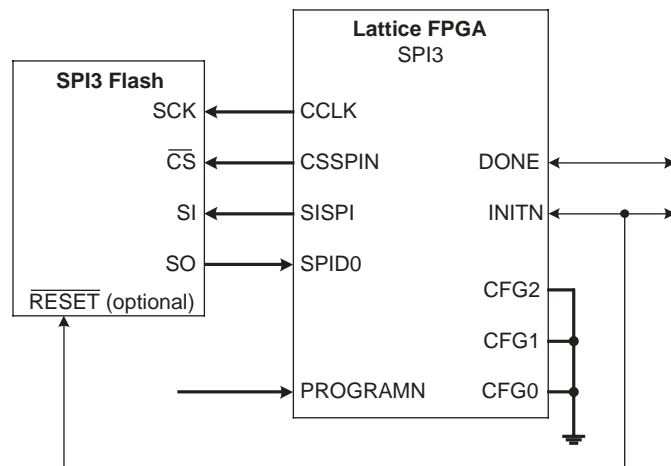 Lattice FPGA
SPI3
SPI3 Flash
SCK
CCLK
CS
CSSPIN
DONE
SI
SISPI
INITN
SO
SPID0
CFG2
RESET (optional)
CFG1
PROGRAMN
CFG0